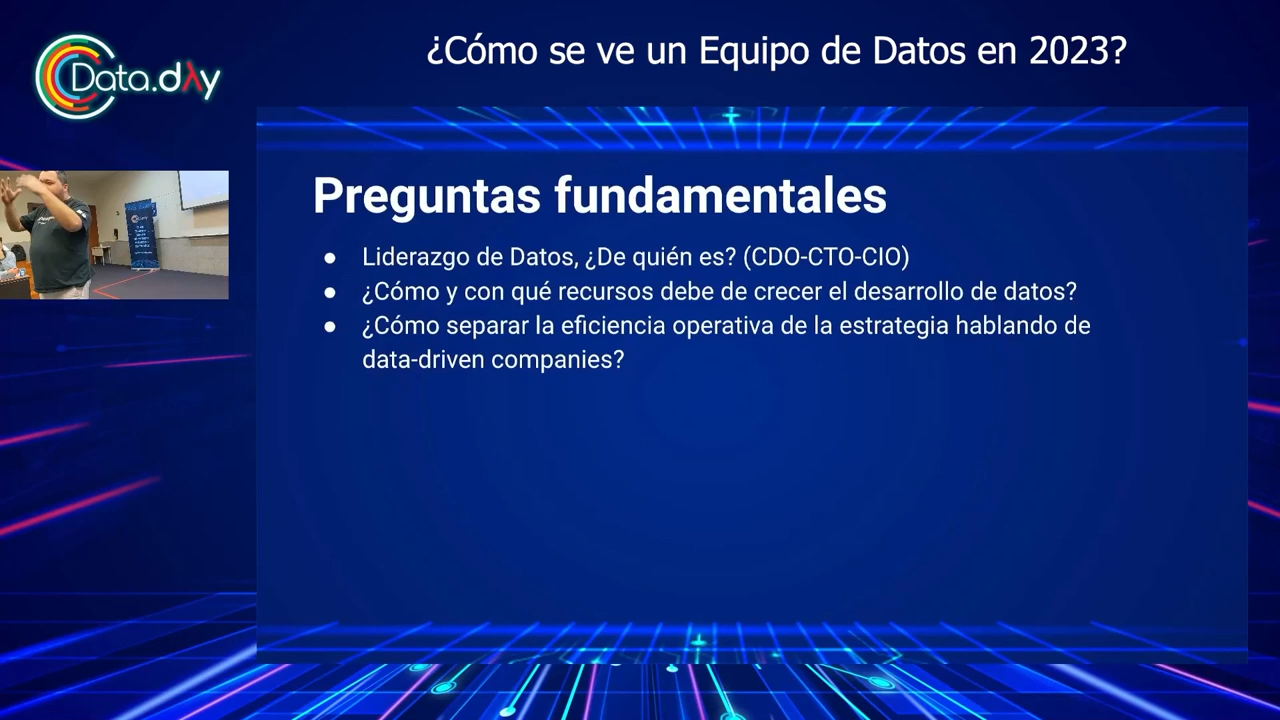 ¿Cómo se ve un Equipo de Datos en 2023?
Data.dλy
Preguntas fundamentales
● Liderazgo de Datos, ¿De quién es? (CDO-CTO-CIO)
● ¿Cómo y con qué recursos debe de crecer el desarrollo de datos?
● ¿Cómo separar la eficiencia operativa de la estrategia hablando de
data-driven companies?